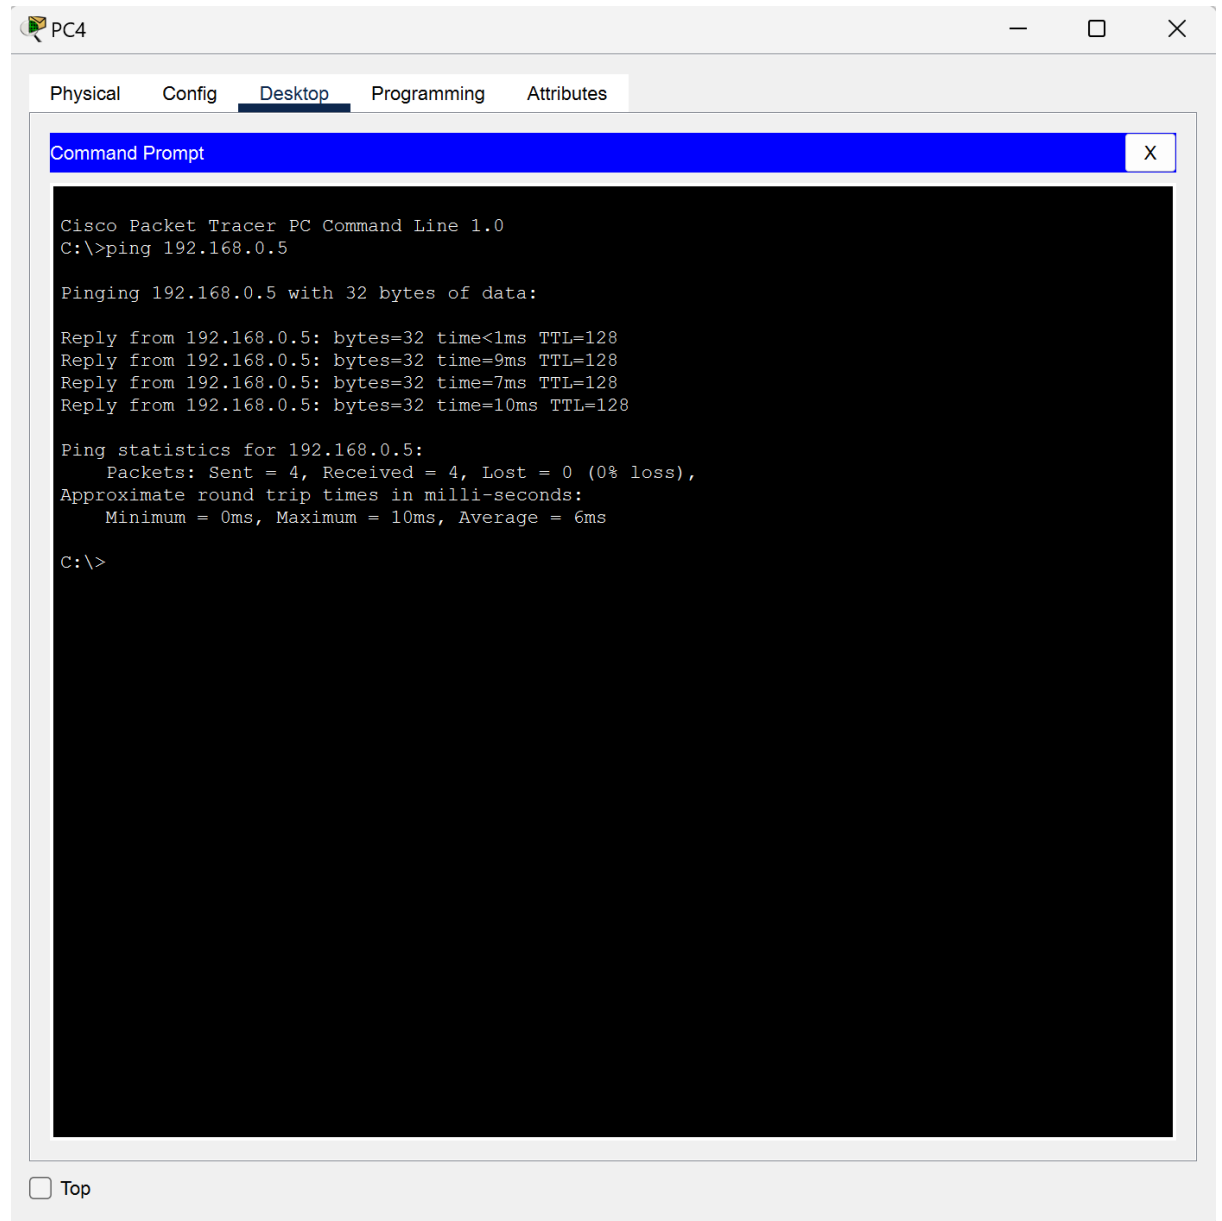 PC4
Physical Config Desktop Programming Attributes
Command Prompt X
Cisco Packet Tracer PC Command Line 1.0
C:\>ping 192.168.0.5
Pinging 192.168.0.5 with 32 bytes of data:
Reply from 192.168.0.5: bytes=32 time<1ms TTL=128
Reply from 192.168.0.5: bytes=32 time=9ms TTL=128
Reply from 192.168.0.5: bytes=32 time=7ms TTL=128
Reply from 192.168.0.5: bytes=32 time=10ms TTL=128
Ping statistics for 192.168.0.5:
Packets: Sent = 4, Received = 4, Lost = 0 (0% loss),
Approximate round trip times in milli-seconds:
Minimum = 0ms, Maximum = 10ms, Average = 6ms
C:\>
Top